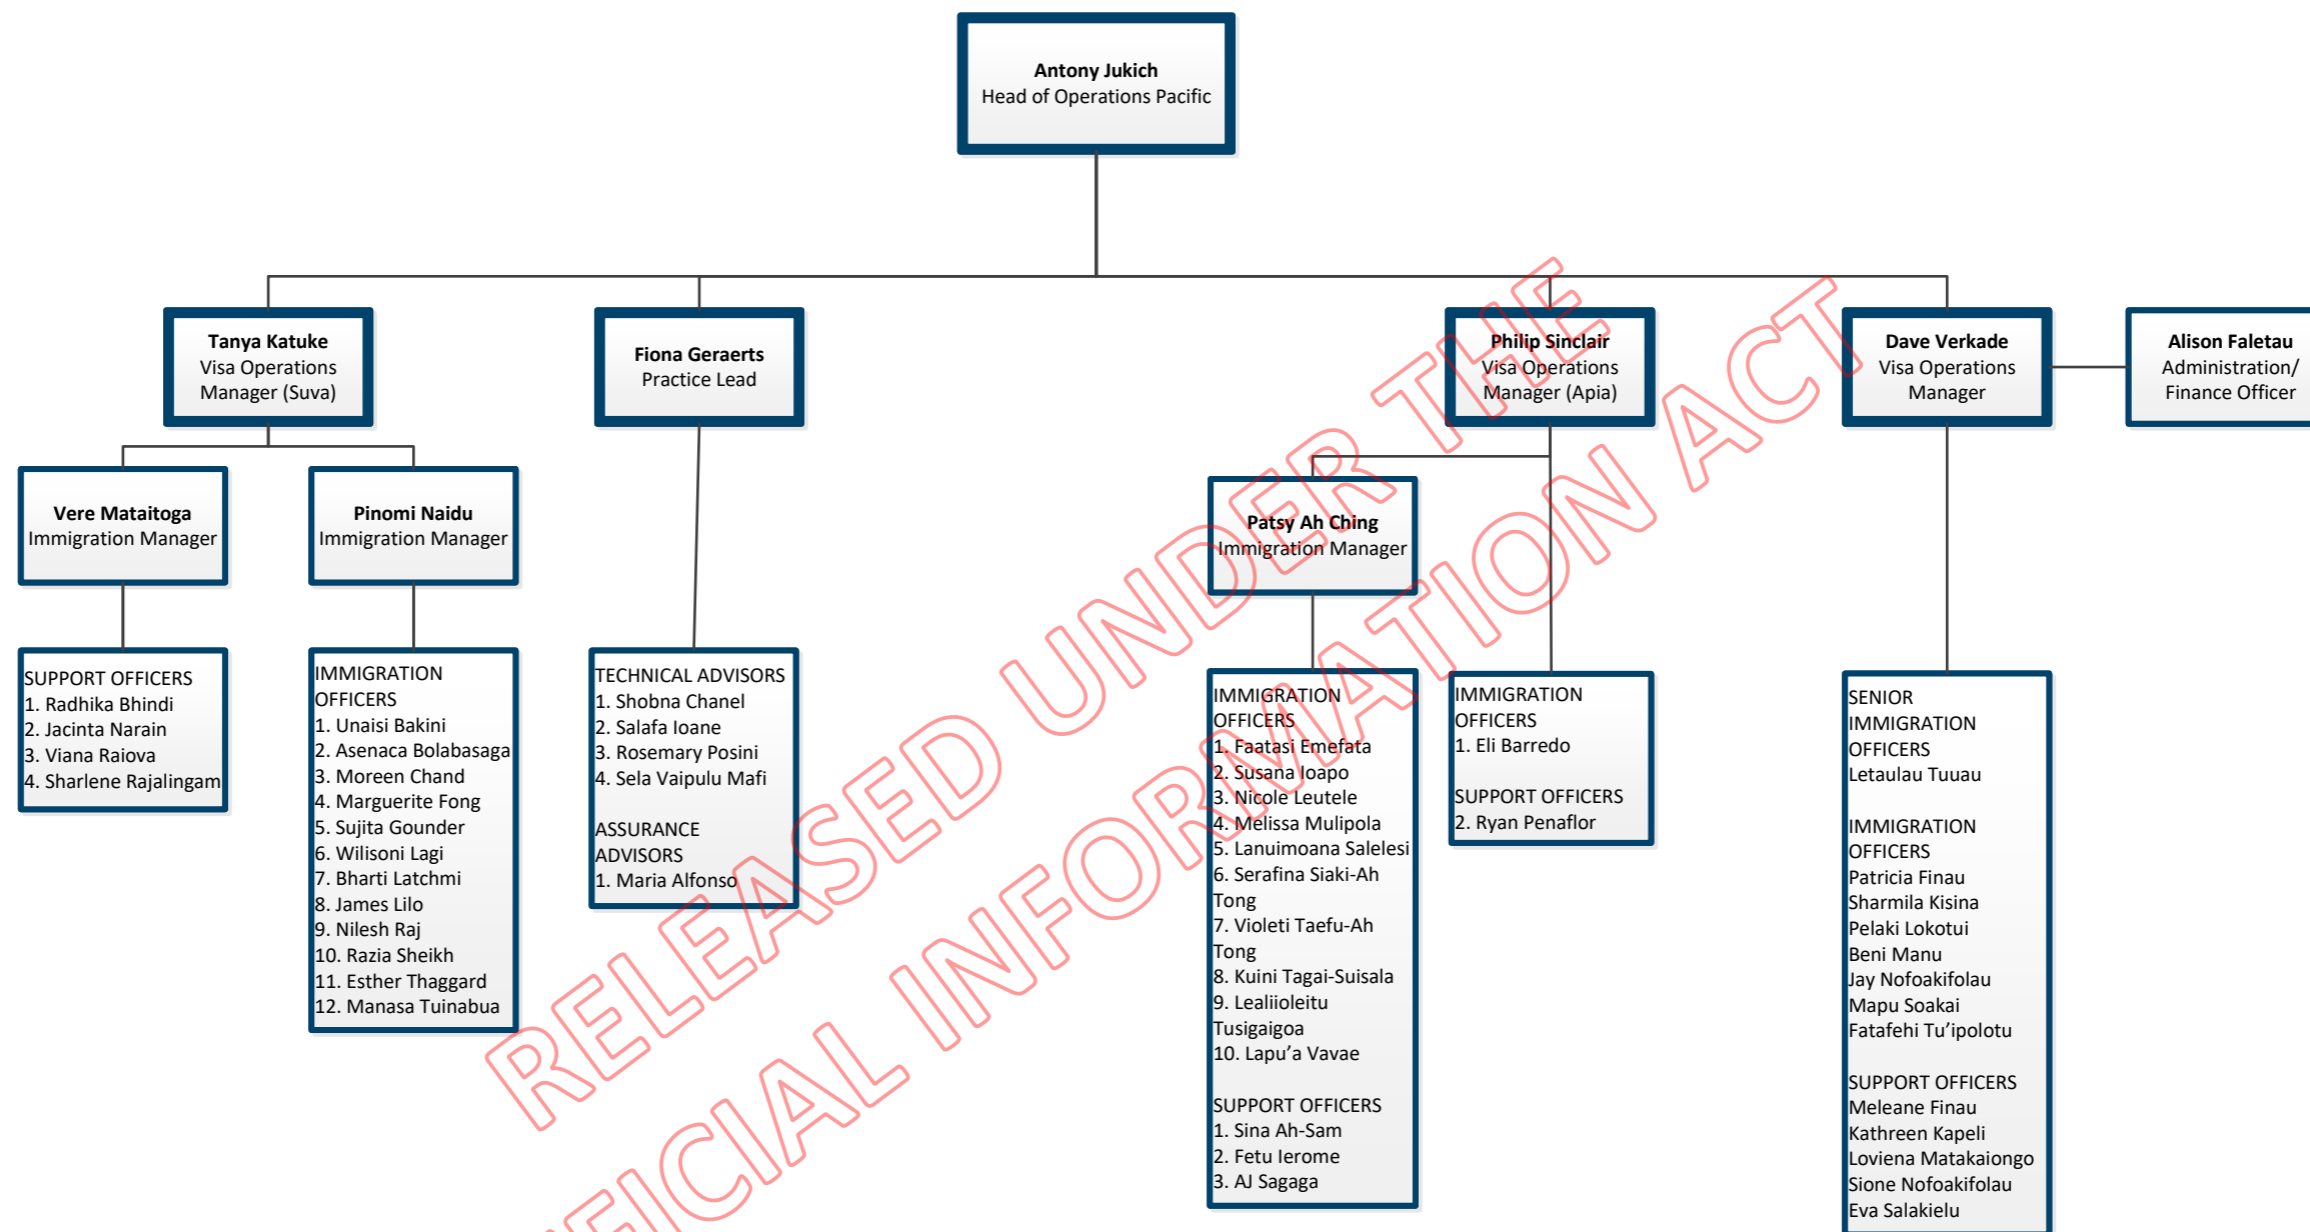 Antony Jukich
Head of Operations Pacific
Tanya Katuke
Visa Operations
Manager (Suva)
Fiona Geraerts
Practice Lead
Philip Sinclair
Visa Operations
Manager (Apia)
Dave Verkade
Visa Operations
Manager
Alison Faletau
Administration/
Finance Officer
Vere Mataitoga
Immigration Manager
Pinomi Naidu
Immigration Manager
Patsy Ah Ching
Immigration Manager
SUPPORT OFFICERS
1. Radhika Bhindi
2. Jacinta Narain
3. Viana Raiova
4. Sharlene Rajalingam
IMMIGRATION
OFFICERS
1. Unaisi Bakini
2. Asenaca Bolabasaga
3. Moreen Chand
4. Marguerite Fong
5. Sujita Gounder
6. Wilisoni Lagi
7. Bharti Latchmi
8. James Lilo
9. Nilesh Raj
10. Razia Sheikh
11. Esther Thaggard
12. Manasa Tuinabua
TECHNICAL ADVISORS
1. Shobna Chanel
2. Salafa Ioane
3. Rosemary Posini
4. Sela Vaipulu Mafi
ASSURANCE
ADVISORS
1. Maria Alfonso
IMMIGRATION
OFFICERS
1. Faatasi Emefata
2. Susana Ioapo
3. Nicole Leutele
4. Melissa Mulipola
5. Lanuimoana Salelesi
6. Serafina Siaki-Ah
Tong
7. Violeti Taefu-Ah
Tong
8. Kuini Tagai-Suisala
9. Lealiioleitu
Tusigaigoa
10. Lapu’a Vavae
SUPPORT OFFICERS
1. Sina Ah-Sam
2. Fetu Ierome
3. AJ Sagaga
IMMIGRATION
OFFICERS
1. Eli Barredo
SUPPORT OFFICERS
2. Ryan Penaflor
SENIOR
IMMIGRATION
OFFICERS
Letaulau Tuuau
IMMIGRATION
OFFICERS
Patricia Finau
Sharmila Kisina
Pelaki Lokotui
Beni Manu
Jay Nofoakifolau
Mapu Soakai
Fatafehi Tu’ipolotu
SUPPORT OFFICERS
Meleane Finau
Kathreen Kapeli
Loviena Matakaiongo
Sione Nofoakifolau
Eva Salakielu
RELEASED UNDER THE
INFORMATION ACT